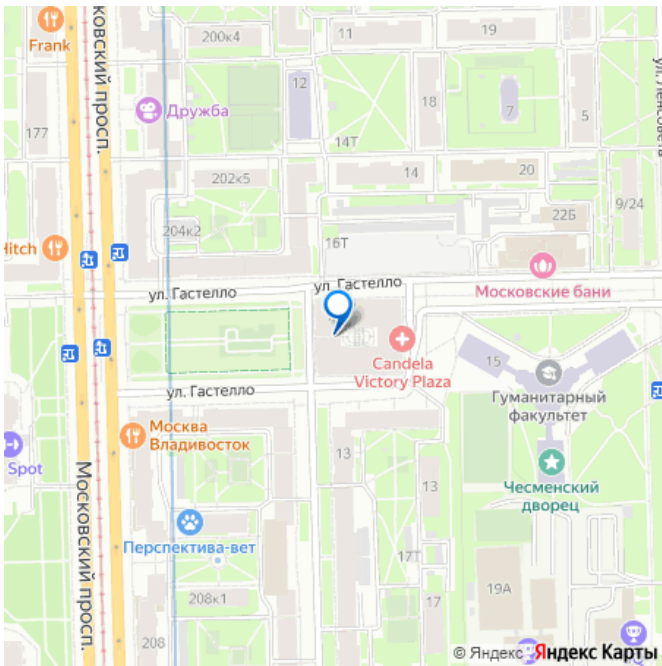 Frank
200к4
11
19
Московский просп.
12
Дружба
18
7
5
177
14Т
202к5
14
20
9/24
22Б
204к2
Hitch
16Т
ул. Гастелло
ул. Гастелло
Московские бани
Candela
Victory Plaza
15
Гуманитарный
факультет
ул. Гастелло
Москва
Владивосток
13
Spot
13
Чесменский
дворец
Московский просп.
Перспектива-вет
17Т
19А
208к1
17
208
© Яндекс
Яндекс Карты